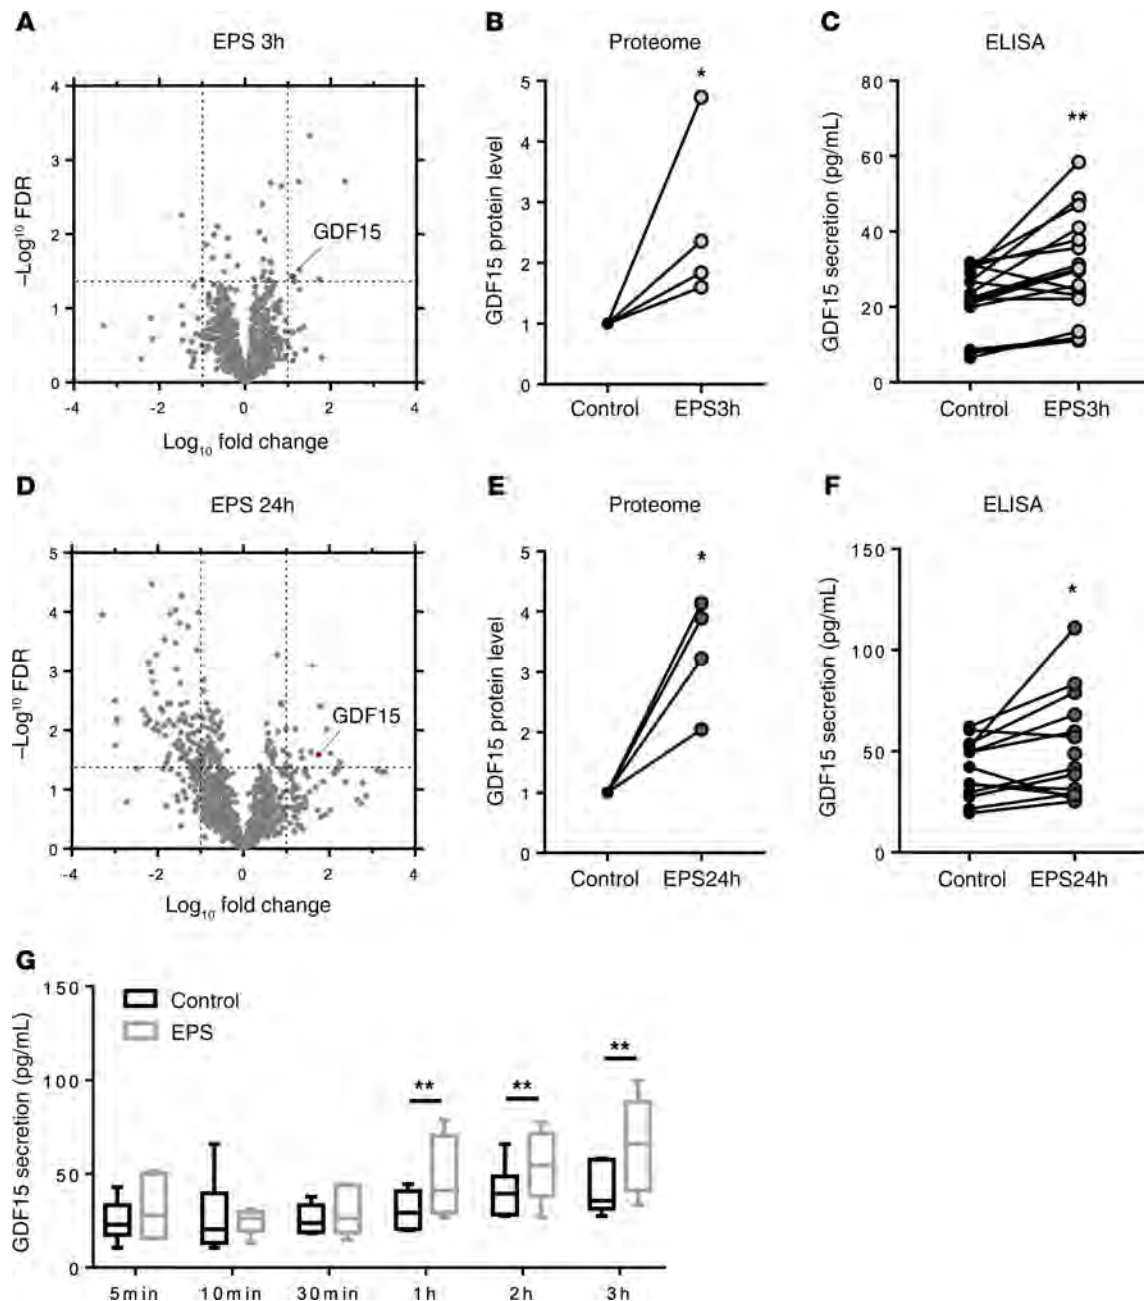 A
EPS 3h
−Log¹⁰ FDR
4
3
2
1
0
GDF15
-4
-2
0
2
4
Log₁₀ fold change
B
Proteome
GDF15 protein level
5
4
3
2
1
0
*
Control
EPS3h
C
ELISA
GDF15 secretion (pg/mL)
80
60
40
20
0
**
Control
EPS3h
D
EPS 24h
−Log¹⁰ FDR
5
4
3
2
1
0
GDF15
-4
-2
0
2
4
Log₁₀ fold change
E
Proteome
GDF15 protein level
5
4
3
2
1
0
*
Control
EPS24h
F
ELISA
GDF15 secretion (pg/mL)
150
100
50
0
*
Control
EPS24h
G
GDF15 secretion (pg/mL)
150
100
50
0
Control
EPS
**
**
**
5min
10min
30min
1h
2h
3h